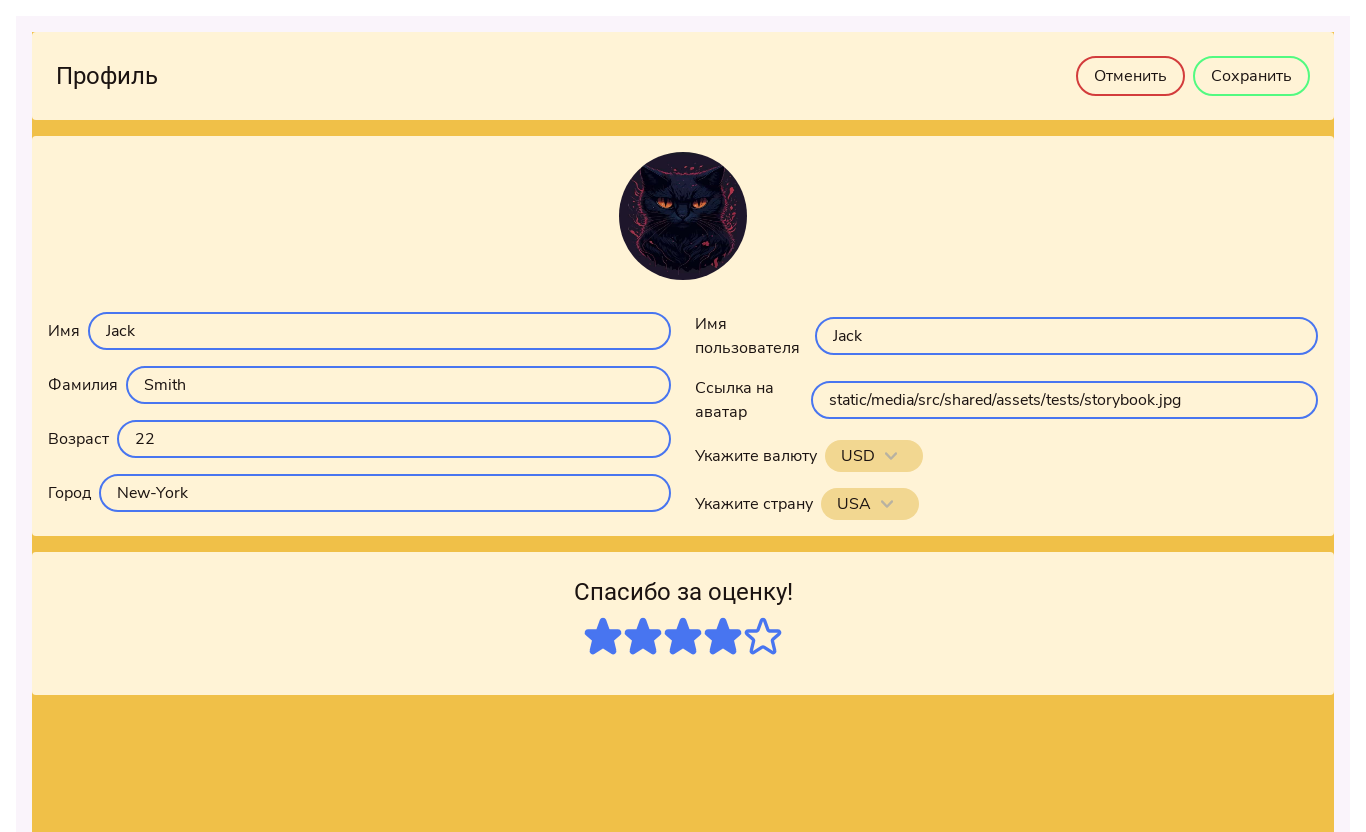 Профиль
Отменить
Сохранить
Имя
Jack
Фамилия
Smith
Возраст
22
Город
New-York
Имя
пользователя
Jack
Ссылка на
аватар
static/media/src/shared/assets/tests/storybook.jpg
Укажите валюту
USD
Укажите страну
USA
Спасибо за оценку!